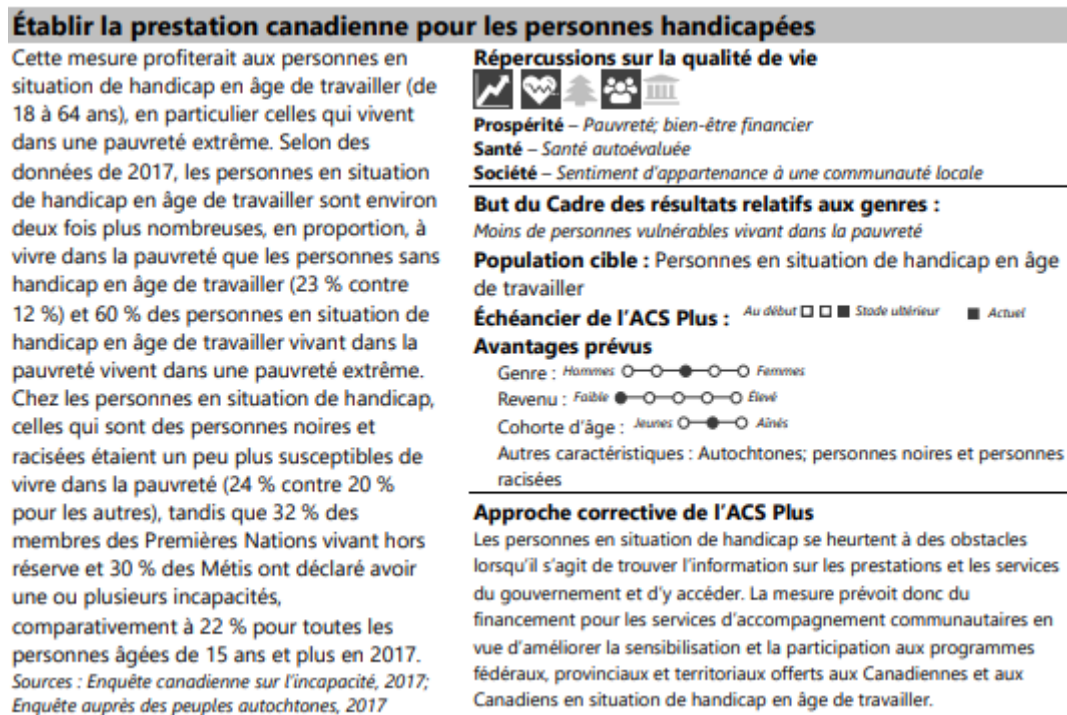 Établir la prestation canadienne pour les personnes handicapées
Cette mesure profiterait aux personnes en
situation de handicap en âge de travailler (de
18 à 64 ans), en particulier celles qui vivent
dans une pauvreté extrême. Selon des
données de 2017, les personnes en situation
de handicap en âge de travailler sont environ
deux fois plus nombreuses, en proportion, à
vivre dans la pauvreté que les personnes sans
handicap en âge de travailler (23 % contre
12 %) et 60 % des personnes en situation de
handicap en âge de travailler vivant dans la
pauvreté vivent dans une pauvreté extrême.
Chez les personnes en situation de handicap,
celles qui sont des personnes noires et
racisées étaient un peu plus susceptibles de
vivre dans la pauvreté (24 % contre 20 %
pour les autres), tandis que 32 % des
membres des Premières Nations vivant hors
réserve et 30 % des Métis ont déclaré avoir
une ou plusieurs incapacités,
comparativement à 22 % pour toutes les
personnes âgées de 15 ans et plus en 2017.
Sources : Enquête canadienne sur l'incapacité, 2017;
Enquête auprès des peuples autochtones, 2017
Répercussions sur la qualité de vie
Prospérité – Pauvreté; bien-être financier
Santé – Santé autoévaluée
Société – Sentiment d'appartenance à une communauté locale
But du Cadre des résultats relatifs aux genres :
Moins de personnes vulnérables vivant dans la pauvreté
Population cible : Personnes en situation de handicap en âge
de travailler
Échéancier de l'ACS Plus : Au début Stade ultérieur Actuel
Avantages prévus
Genre : Hommes Femmes
Revenu : Faible Élevé
Cohorte d'âge : Jeunes Aînés
Autres caractéristiques : Autochtones; personnes noires et personnes
racisées
Approche corrective de l'ACS Plus
Les personnes en situation de handicap se heurtent à des obstacles
lorsqu'il s'agit de trouver l'information sur les prestations et les services
du gouvernement et d'y accéder. La mesure prévoit donc du
financement pour les services d'accompagnement communautaires en
vue d'améliorer la sensibilisation et la participation aux programmes
fédéraux, provinciaux et territoriaux offerts aux Canadiennes et aux
Canadiens en situation de handicap en âge de travailler.